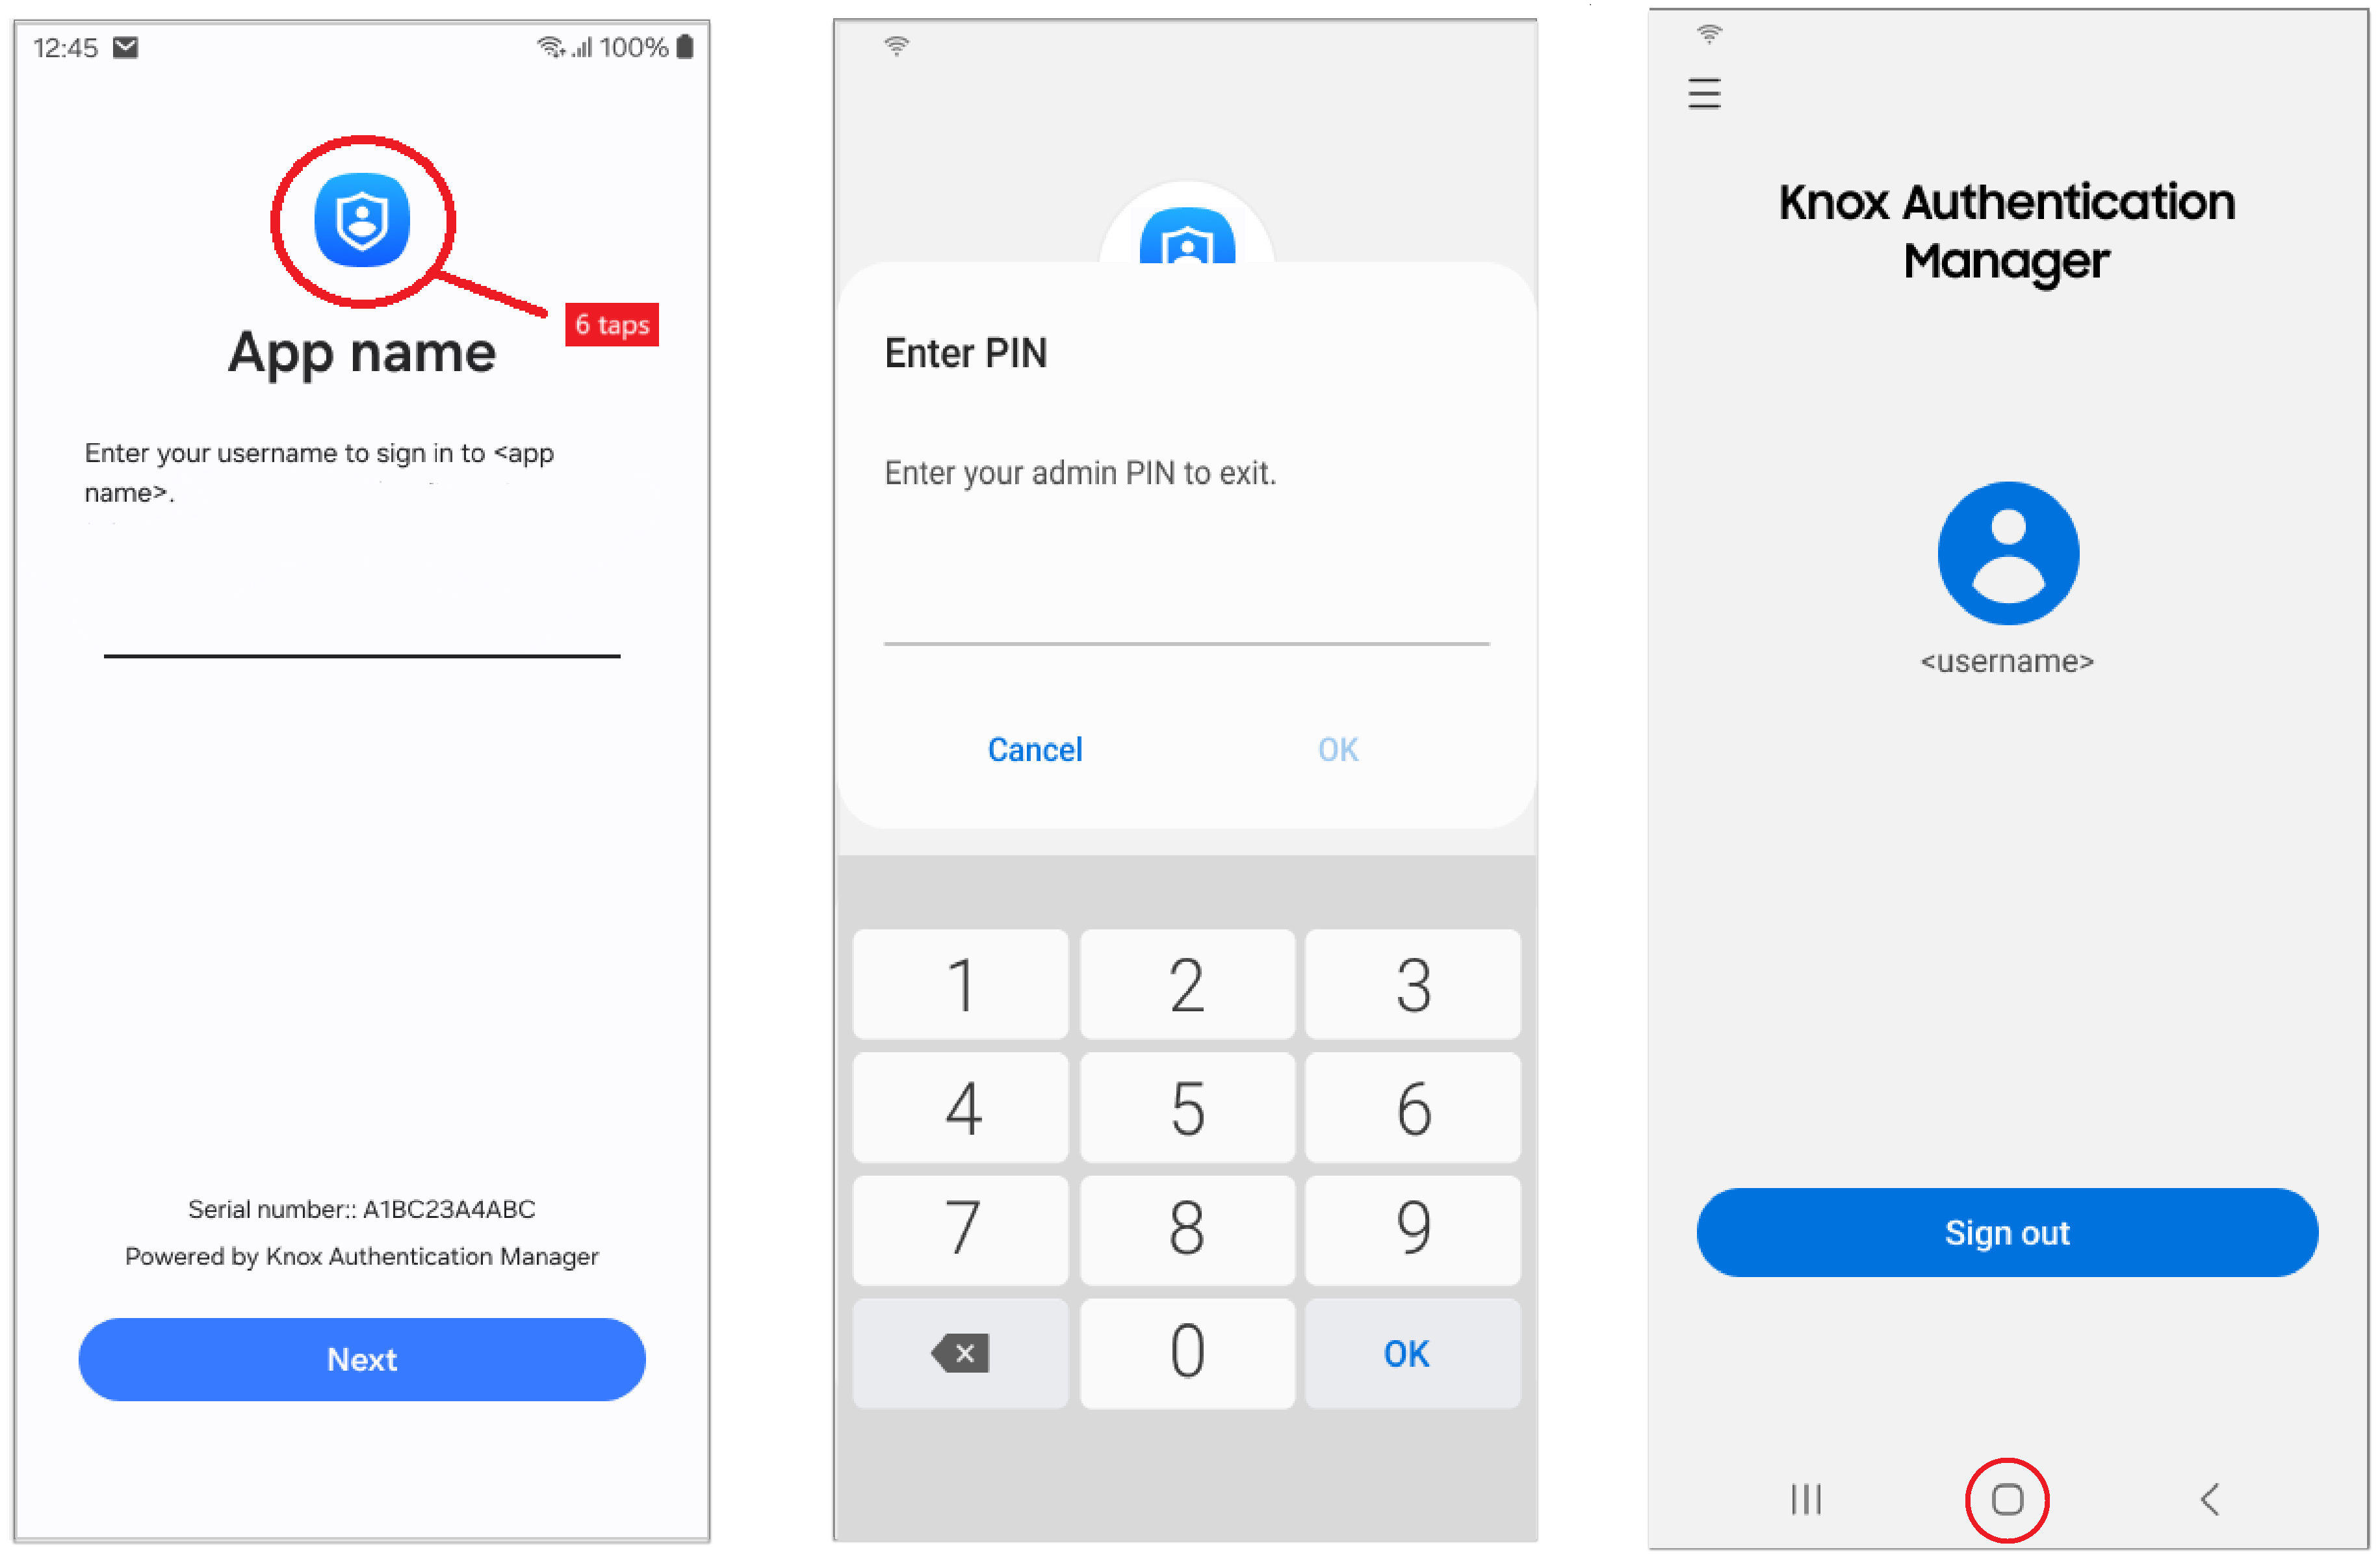 12:45 100%
6 taps
App name
Enter your username to sign in to <app
name>.
Serial number:: A1BC23A4ABC
Powered by Knox Authentication Manager
Next
Enter PIN
Enter your admin PIN to exit.
Cancel OK
1 2 3
4 5 6
7 8 9
0 OK
Knox Authentication
Manager
<username>
Sign out